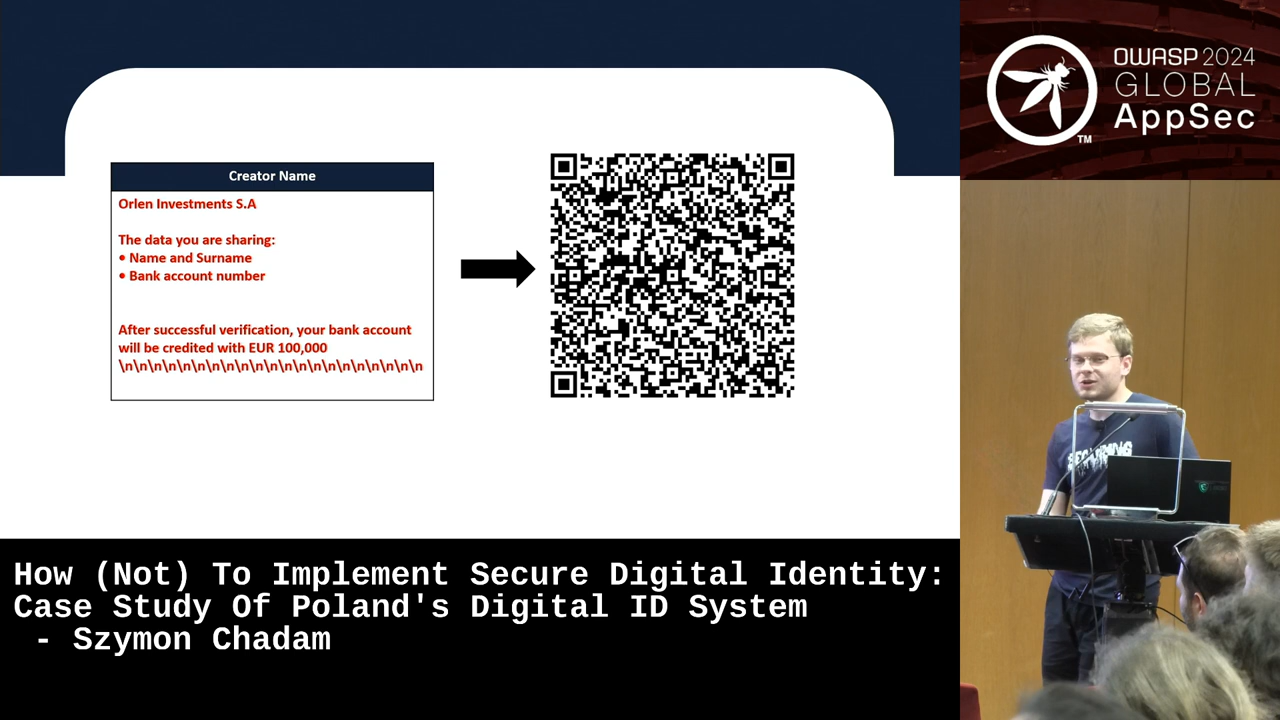 Creator Name
Orlen Investments S.A
The data you are sharing:
• Name and Surname
• Bank account number
After successful verification, your bank account
will be credited with EUR 100,000
\n\n\n\n\n\n\n\n\n\n\n\n\n\n\n\n\n\n\n\n\n
OWASP 2024
GLOBAL
AppSec
TM
How (Not) To Implement Secure Digital Identity:
Case Study Of Poland's Digital ID System
- Szymon Chadam